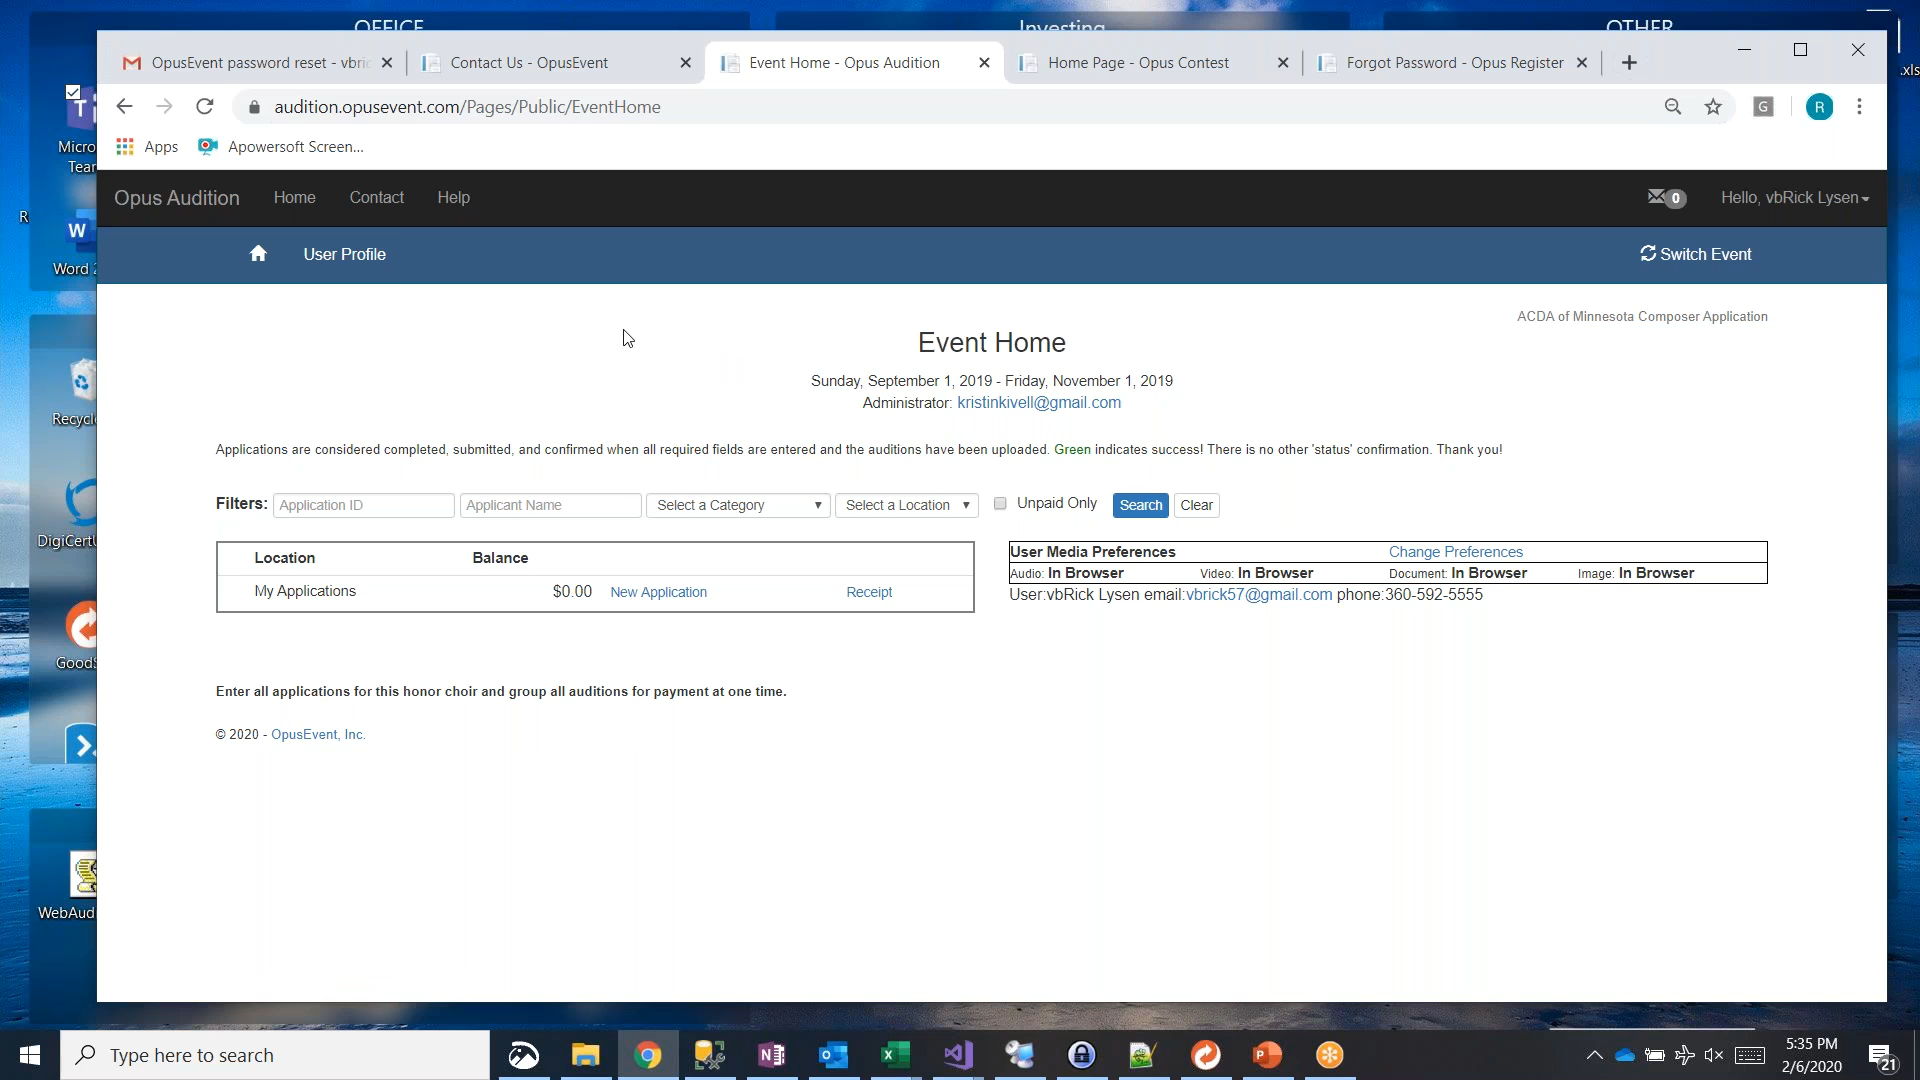 OFFICE
Investing
OTHER
OpusEvent password reset - vbric
Contact Us - OpusEvent
Event Home - Opus Audition
Home Page - Opus Contest
Forgot Password - Opus Register
.xls
audition.opusevent.com/Pages/Public/EventHome
G
R
Apps
Apowersoft Screen...
Micro
Tear
R
Opus Audition
Home
Contact
Help
0
Hello, vbRick Lysen
User Profile
Switch Event
Word 2
ACDA of Minnesota Composer Application
Event Home
Sunday, September 1, 2019 - Friday, November 1, 2019
Administrator: kristinkivell@gmail.com
Recycl
Applications are considered completed, submitted, and confirmed when all required fields are entered and the auditions have been uploaded. Green indicates success! There is no other 'status' confirmation. Thank you!
Filters:
Application ID
Applicant Name
Select a Category
Select a Location
Unpaid Only
Search
Clear
DigiCertU
Location
Balance
My Applications
$0.00
New Application
Receipt
User Media Preferences
Change Preferences
Audio: In Browser
Video: In Browser
Document: In Browser
Image: In Browser
User:vbRick Lysen email:vbrick57@gmail.com phone:360-592-5555
GoodS
Enter all applications for this honor choir and group all auditions for payment at one time.
© 2020 - OpusEvent, Inc.
WebAud
Type here to search
5:35 PM
2/6/2020
21